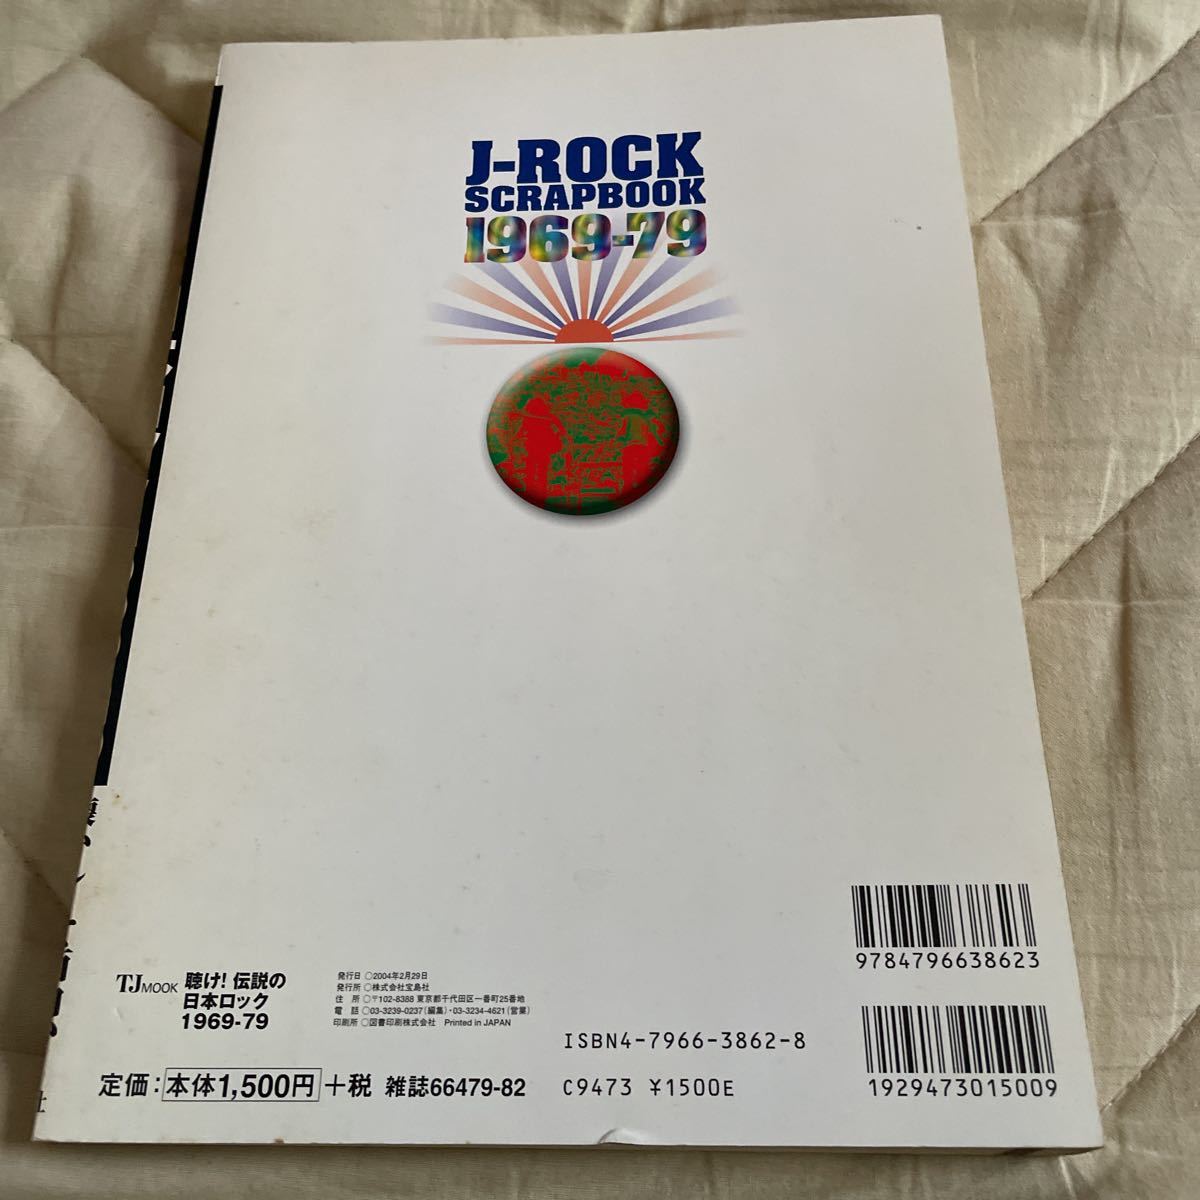 J-ROCK
SCRAPBOOK
1969-79
TJ MOOK 聴け! 伝説の
日本ロック
1969-79
発行日 ○2004年2月29日
発行所 ○株式会社宝島社
住 所 ○〒102-8388 東京都千代田区一番町25番地
電 話 ○03-3239-0237(編集)・03-3234-4621(営業)
印刷所 ○図書印刷株式会社 Printed in JAPAN
定価: 本体1,500円 +税 雑誌66479-82
ISBN4-7966-3862-8
C9473 ¥1500E
9784796638623
1929473015009